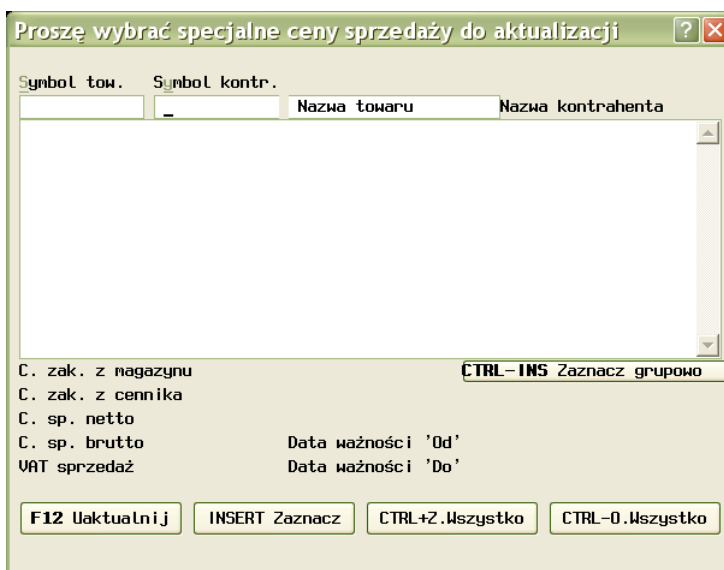 Proszę wybrać specjalne ceny sprzedaży do aktualizacji
Symbol tow. Symbol kontr.
Nazwa towaru Nazwa kontrahenta
C. zak. z magazynu CTRL-INS Zaznacz grupowo
C. zak. z cennika
C. sp. netto
C. sp. brutto Data ważności 'Od'
VAT sprzedaż Data ważności 'Do'
F12 Uaktualnij INSERT Zaznacz CTRL+Z.Wszystko CTRL-O.Wszystko